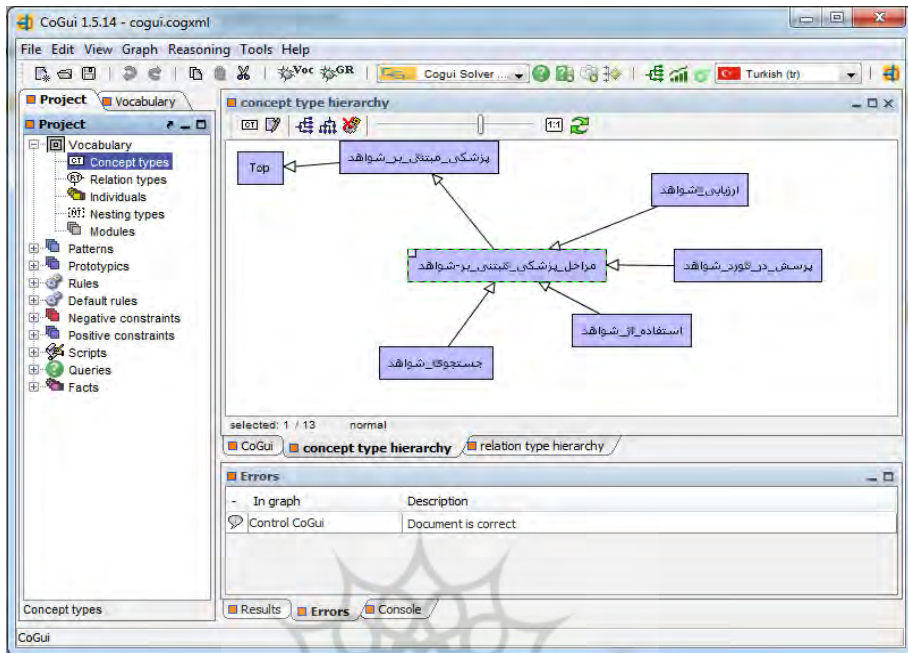 CoGui 1.5.14 - cogui.cogxml
File Edit View Graph Reasoning Tools Help
Voc GR Cogui Solver ... Turkish (tr)
Project Vocabulary
Project
Vocabulary
Concept types
Relation types
Individuals
Nesting types
Modules
Patterns
Prototypics
Rules
Default rules
Negative constraints
Positive constraints
Scripts
Queries
Facts
Concept types
concept type hierarchy
CT 1:1
Top
پزشکی_مبتنی_بر_شواهد
ارزیابی_شواهد
مراحل_پزشکی_مبتنی_بر-شواهد
پرسش_در_مورد_شواهد
استفاده_از_شواهد
جستجوی_شواهد
selected: 1 / 13 normal
CoGui concept type hierarchy relation type hierarchy
Errors
- In graph Description
Control CoGui Document is correct
Results Errors Console
CoGui